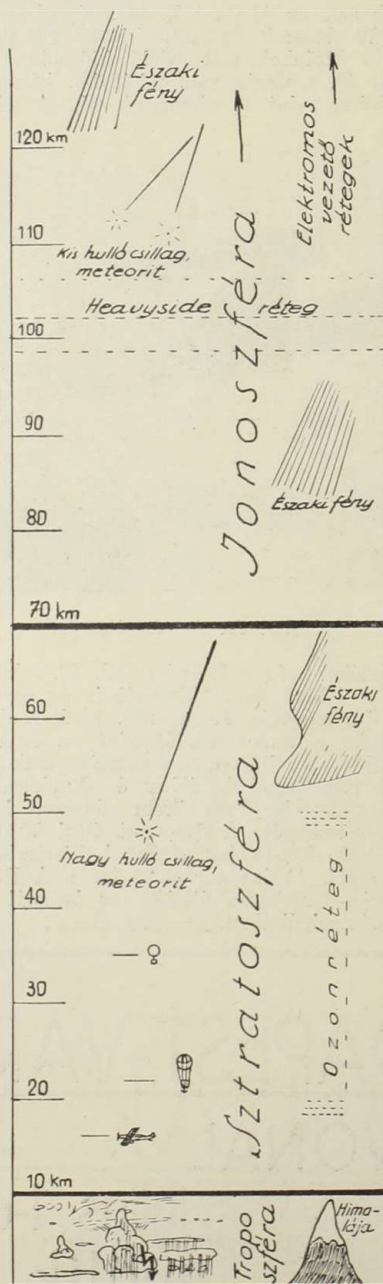 Északi
fény
120 km
Elektromos
vezető
rétegek
110
Kis hulló csillag,
meteorit
Heavyside réteg
100
Jonoszféra
90
Északi fény
80
70 km
60
Északi
fény
50
Nagy hulló csillag,
meteorit
40
Sztratoszféra
Ozonréteg
30
20
10 km
Tropo
szféra
Hima-
lája